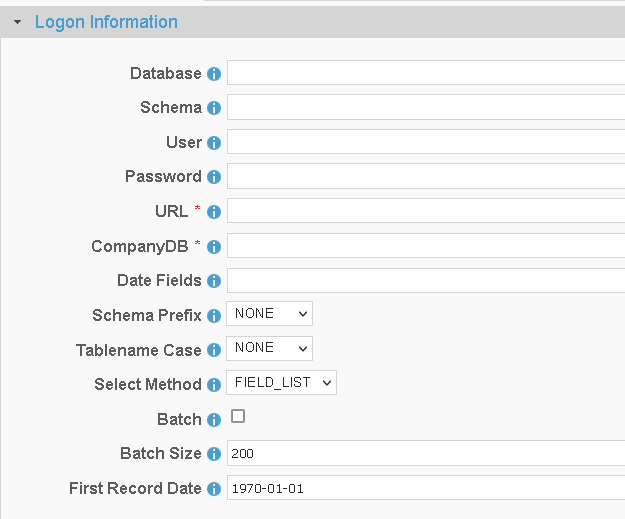 Logon Information
Database
Schema
User
Password
URL *
CompanyDB *
Date Fields
Schema Prefix NONE
Tablename Case NONE
Select Method FIELD_LIST
Batch
Batch Size 200
First Record Date 1970-01-01